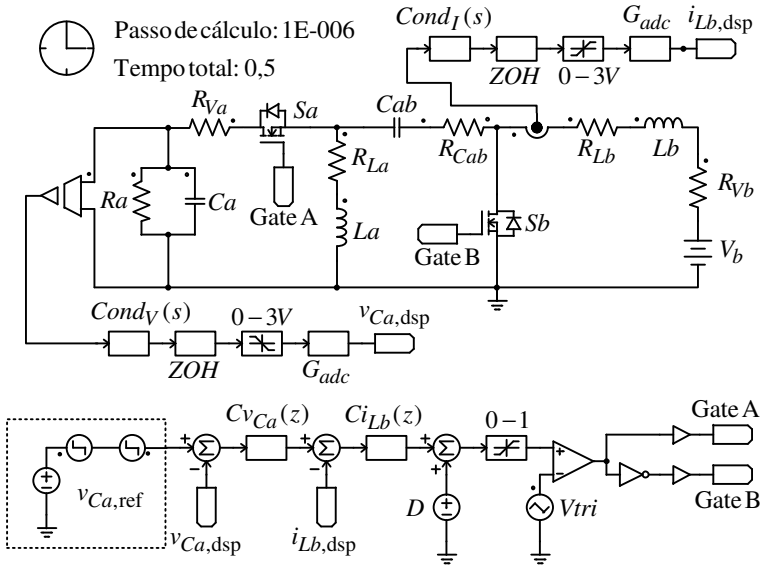 Passo de cálculo: 1E-006
Tempo total: 0,5
Cond_I(s)
ZOH
0−3V
G_adc
i_Lb,dsp
R_Va
Sa
Cab
R_Cab
R_Lb
Lb
R_La
La
Ra
Ca
Gate A
Gate B
Sb
R_Vb
V_b
Cond_V(s)
ZOH
0−3V
G_adc
v_Ca,dsp
v_Ca,ref
Σ
+
−
v_Ca,dsp
Cv_Ca(z)
Σ
+
−
i_Lb,dsp
Ci_Lb(z)
Σ
+
+
D
+
−
0−1
+
−
Vtri
Gate A
Gate B
+
−